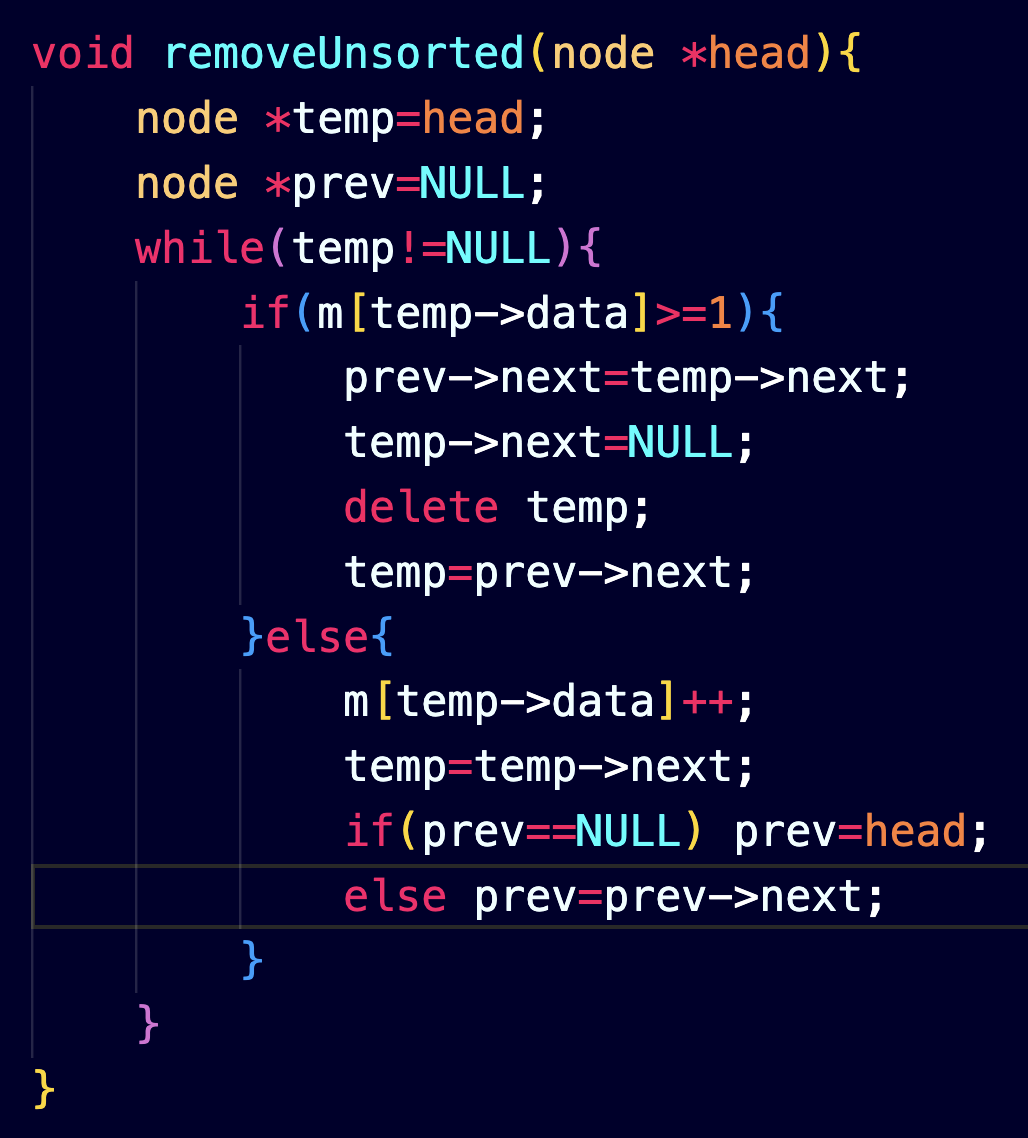 void removeUnsorted(node *head){
    node *temp=head;
    node *prev=NULL;
    while(temp!=NULL){
        if(m[temp->data]>=1){
            prev->next=temp->next;
            temp->next=NULL;
            delete temp;
            temp=prev->next;
        }else{
            m[temp->data]++;
            temp=temp->next;
            if(prev==NULL) prev=head;
            else prev=prev->next;
        }
    }
}